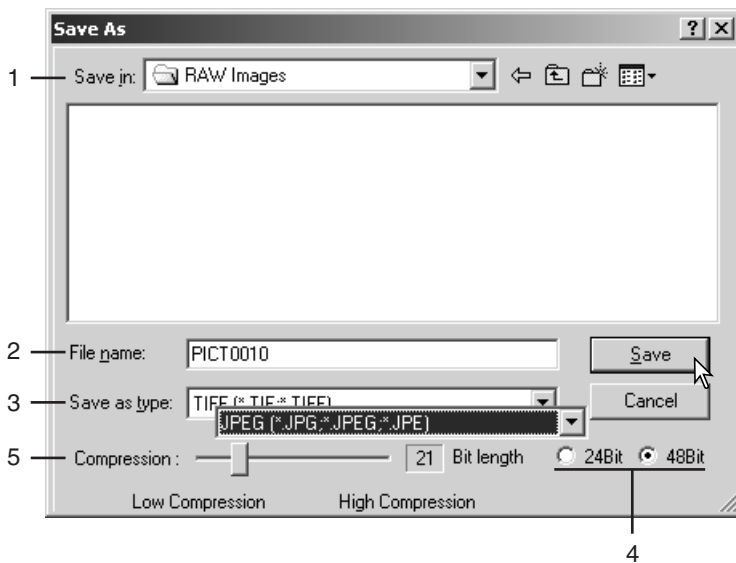 Save As
1
Save in: RAW Images
2
File name: PICT0010
Save
3
Save as type: TIFF (*.TIF;*.TIFF)
Cancel
JPEG (*.JPG;*.JPEG;*.JPE)
5
Compression : 21 Bit length 24Bit 48Bit
Low Compression High Compression
4